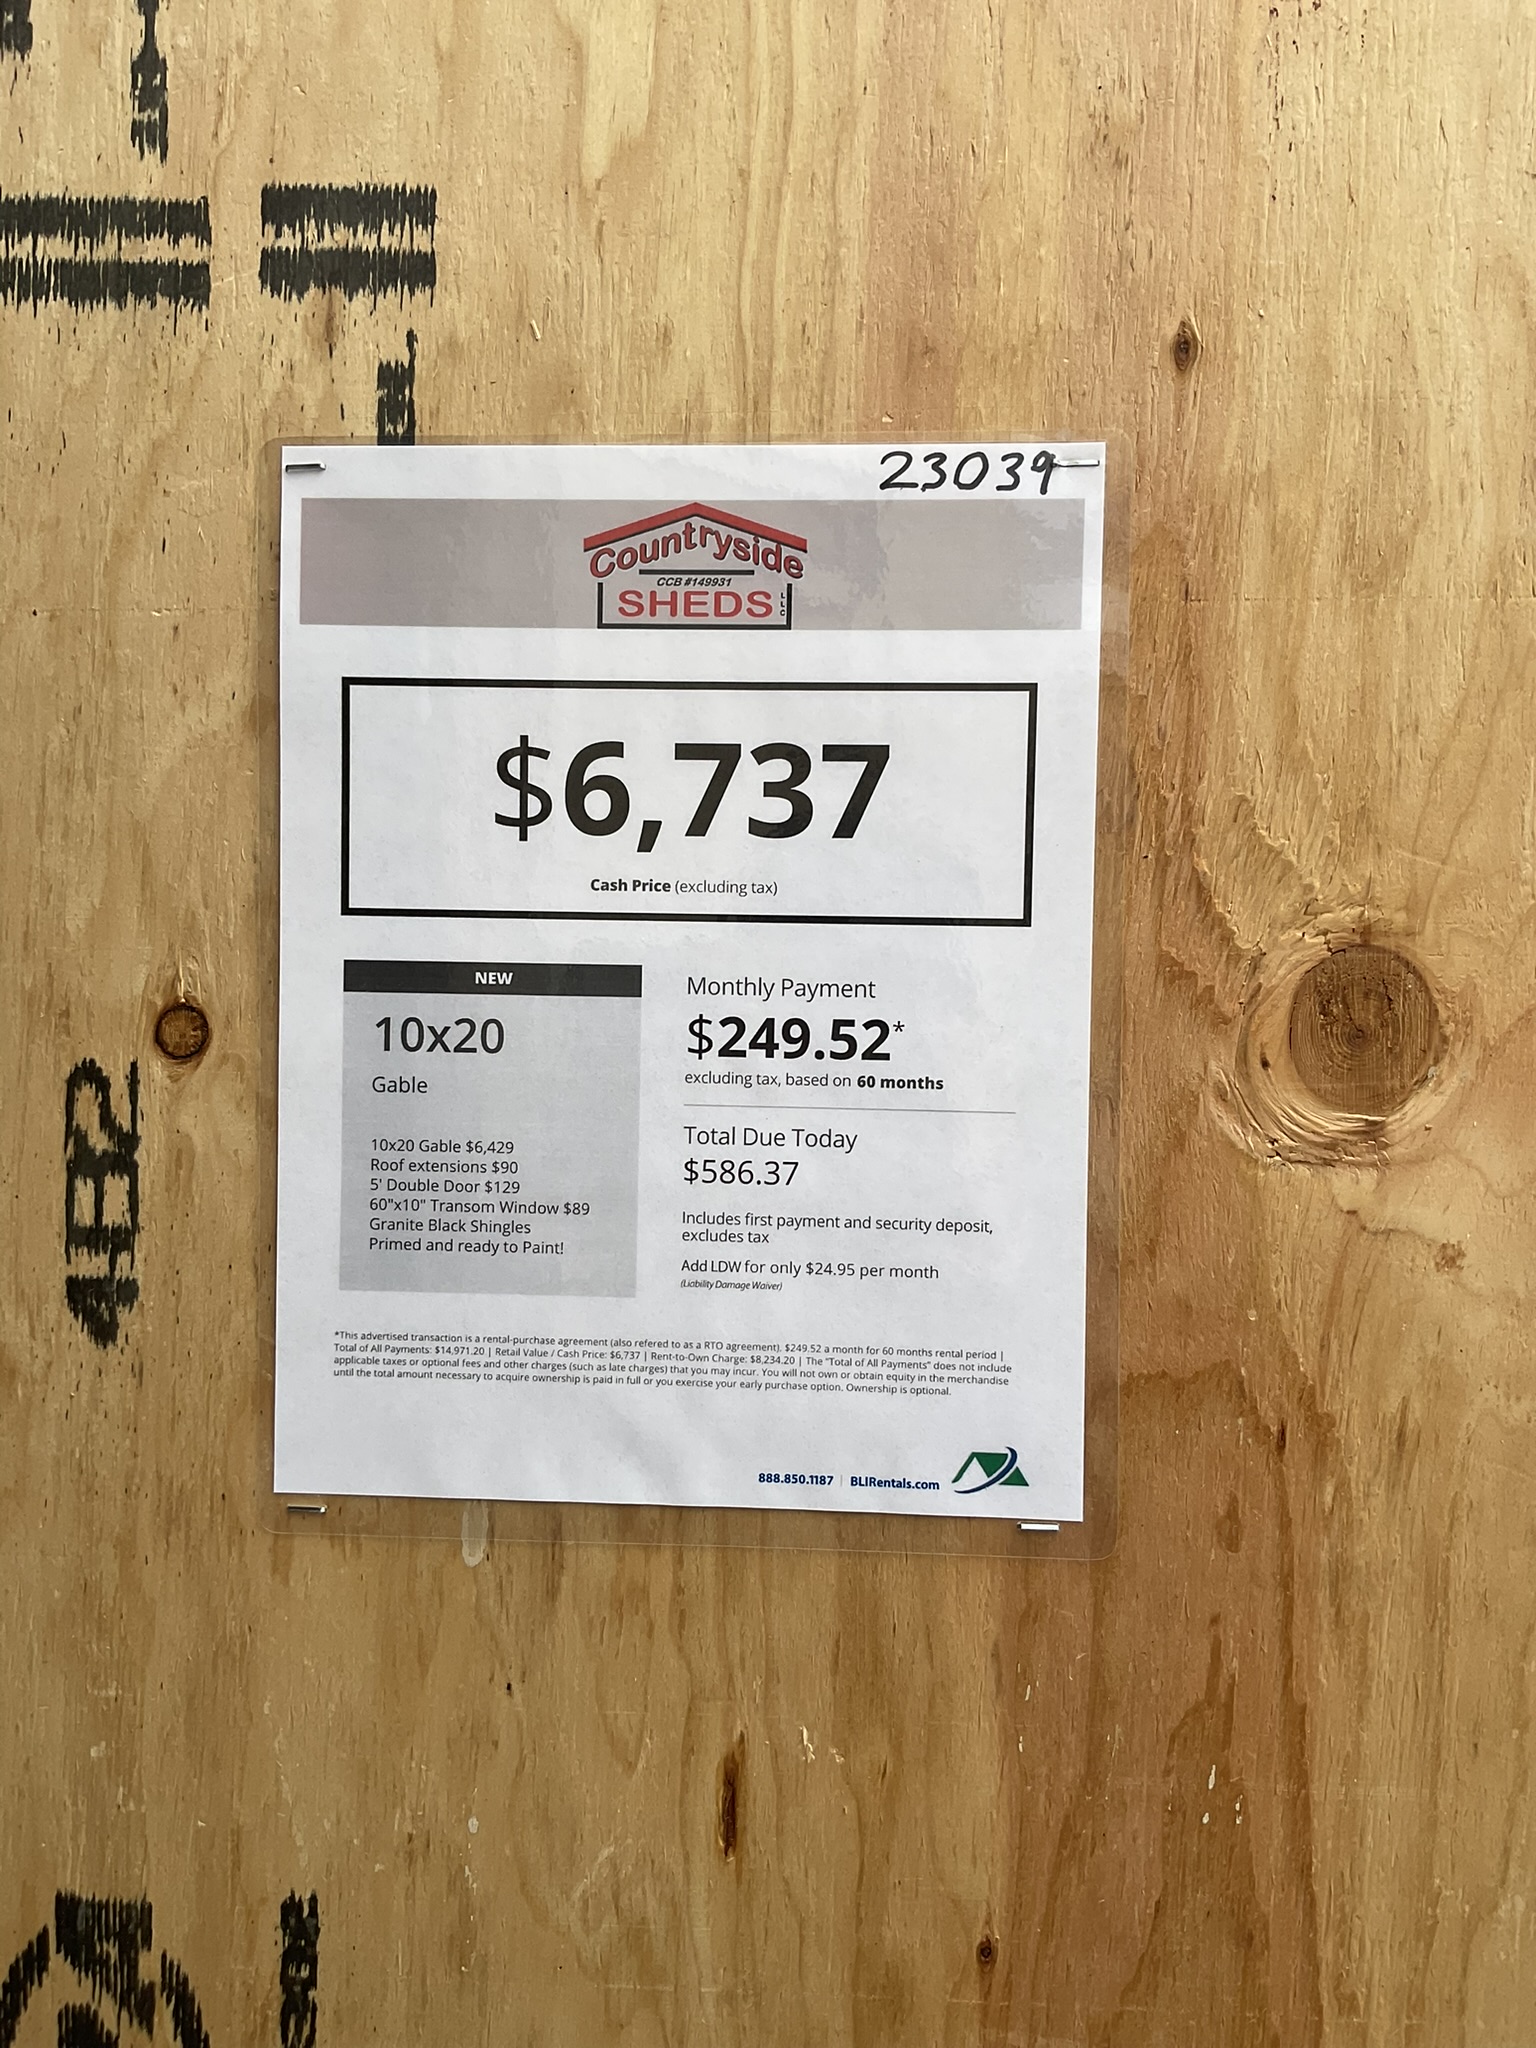 23039
Countryside
CCB #149931
SHEDS LLC
$6,737
Cash Price (excluding tax)
NEW
10x20
Gable
10x20 Gable $6,429
Roof extensions $90
5' Double Door $129
60"x10" Transom Window $89
Granite Black Shingles
Primed and ready to Paint!
Monthly Payment
$249.52*
excluding tax, based on 60 months
Total Due Today
$586.37
Includes first payment and security deposit,
excludes tax
Add LDW for only $24.95 per month
(Liability Damage Waiver)
*This advertised transaction is a rental-purchase agreement (also refered to as a RTO agreement). $249.52 a month for 60 months rental period |
Total of All Payments: $14,971.20 | Retail Value / Cash Price: $6,737 | Rent-to-Own Charge: $8,234.20 | The "Total of All Payments" does not include
applicable taxes or optional fees and other charges (such as late charges) that you may incur. You will not own or obtain equity in the merchandise
until the total amount necessary to acquire ownership is paid in full or you exercise your early purchase option. Ownership is optional.
888.850.1187 | BLIRentals.com
4B2